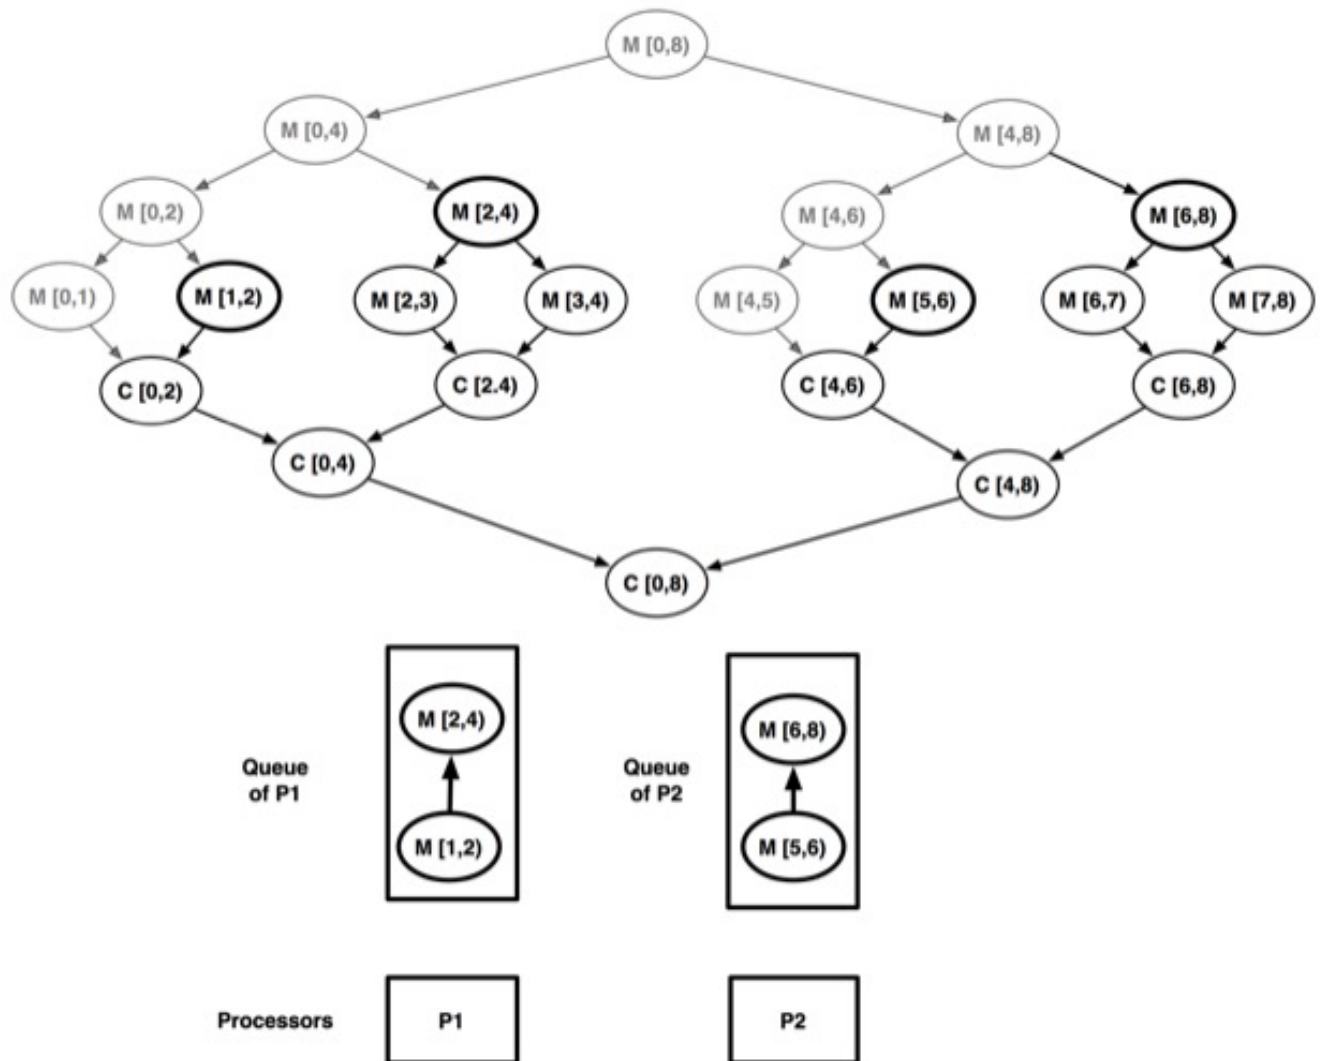 M [0,8)
M [0,4)
M [4,8)
M [0,2)
M [2,4)
M [4,6)
M [6,8)
M [0,1)
M [1,2)
M [2,3)
M [3,4)
M [4,5)
M [5,6)
M [6,7)
M [7,8)
C [0,2)
C [2.4)
C [4,6)
C [6,8)
C [0,4)
C [4,8)
C [0,8)
Queue
of P1
M [2,4)
M [1,2)
Queue
of P2
M [6,8)
M [5,6)
Processors
P1
P2